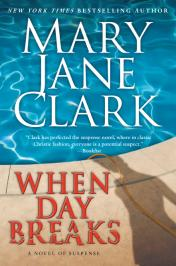 NEW YORK TIMES BESTSELLING AUTHOR
MARY
JANE
CLARK
"Clark has perfected the suspense novel, where in classic
Christie fashion, everyone is a potential suspect."
—Booklist
WHEN
DAY
BREAKS
A NOVEL OF SUSPENSE